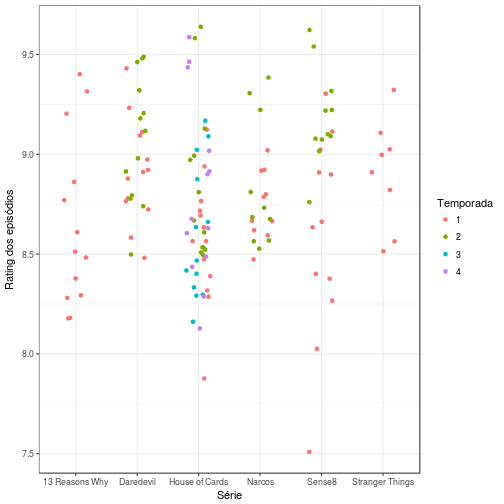 Rating dos episódios
9.5
9.0
8.5
8.0
7.5
13 Reasons Why Daredevil House of Cards Narcos Sense8 Stranger Things
Série
Temporada
1
2
3
4